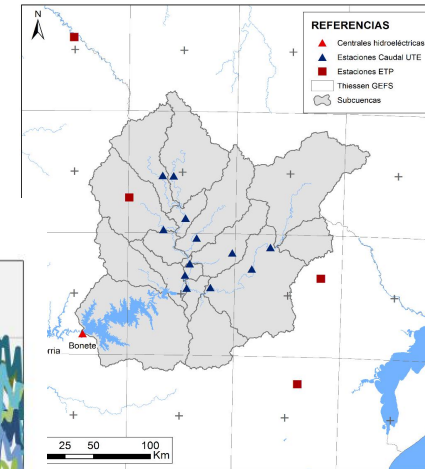 N
REFERENCIAS
Centrales hidroeléctricas
Estaciones Caudal UTE
Estaciones ETP
Thiessen GEFS
Subcuencas
rria
Bonete
25 50 100
Km